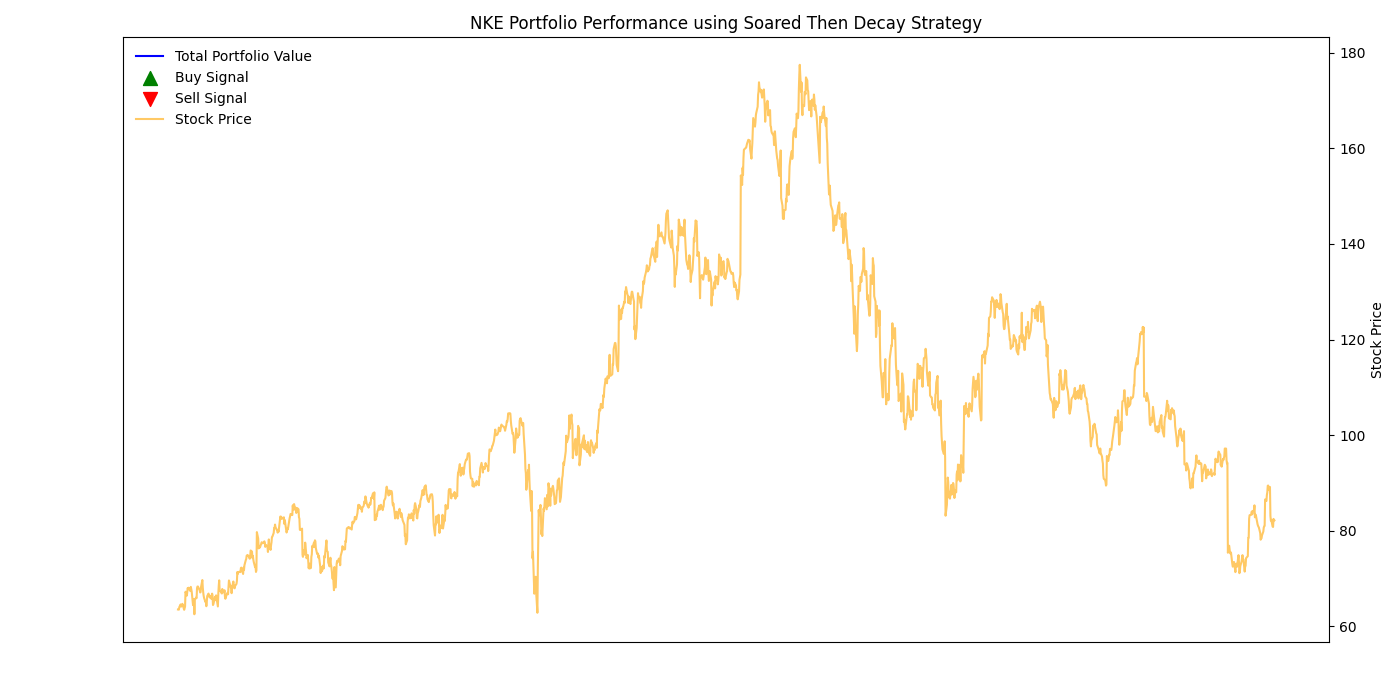 NKE Portfolio Performance using Soared Then Decay Strategy
Total Portfolio Value
Buy Signal
Sell Signal
Stock Price
180
160
140
120
100
80
60
Stock Price